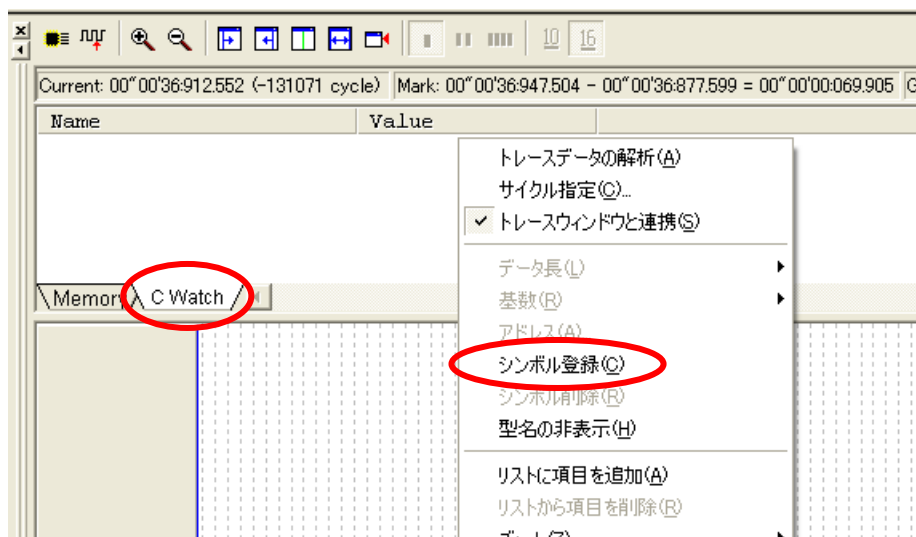 10 16
Current: 00"00'36:912.552 (-131071 cycle) Mark: 00"00'36:947.504 - 00"00'36:877.599 = 00"00'00:069.905 G
Name Value
トレースデータの解析(A)
サイクル指定(C)...
トレースウィンドウと連携(S)
データ長(L)
基数(R)
アドレス(A)
シンボル登録(C)
シンボル削除(R)
型名の非表示(H)
リストに項目を追加(A)
リストから項目を削除(R)
Memory C Watch